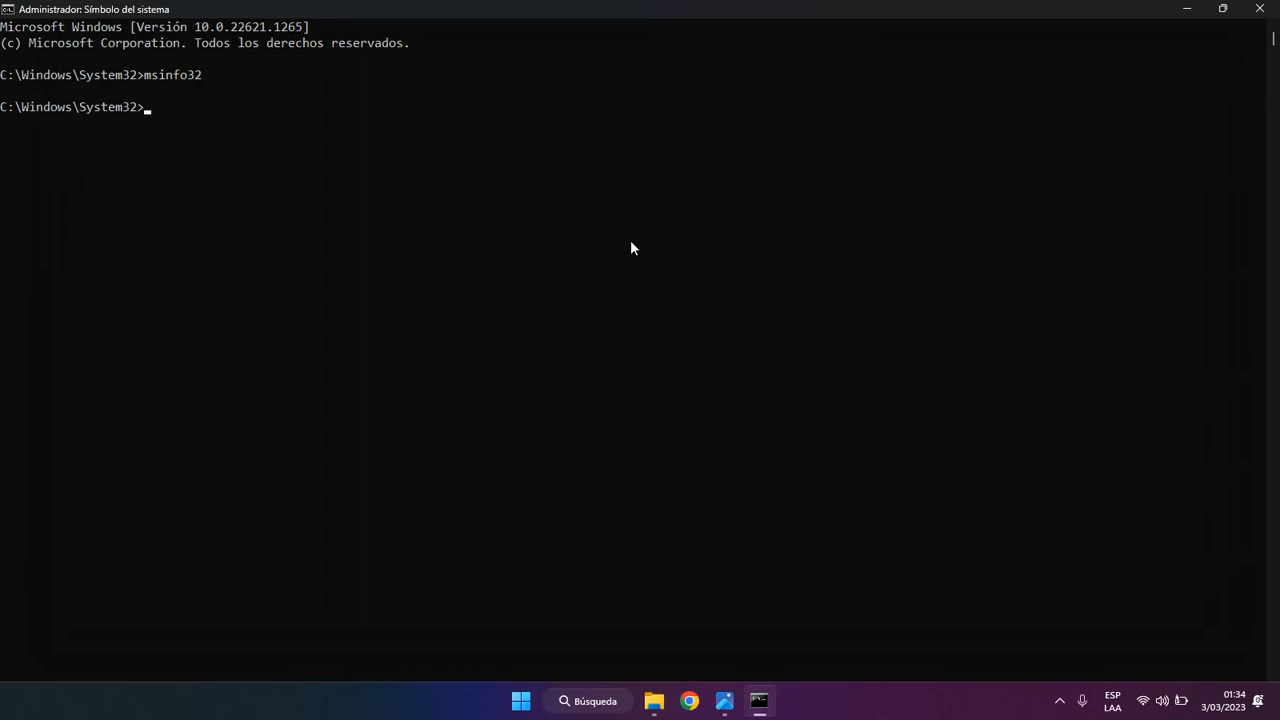 Administrador: Símbolo del sistema
Microsoft Windows [Versión 10.0.22621.1265]
(c) Microsoft Corporation. Todos los derechos reservados.
C:\Windows\System32>msinfo32
C:\Windows\System32>
Búsqueda
ESP
LAA
01:34
3/03/2023